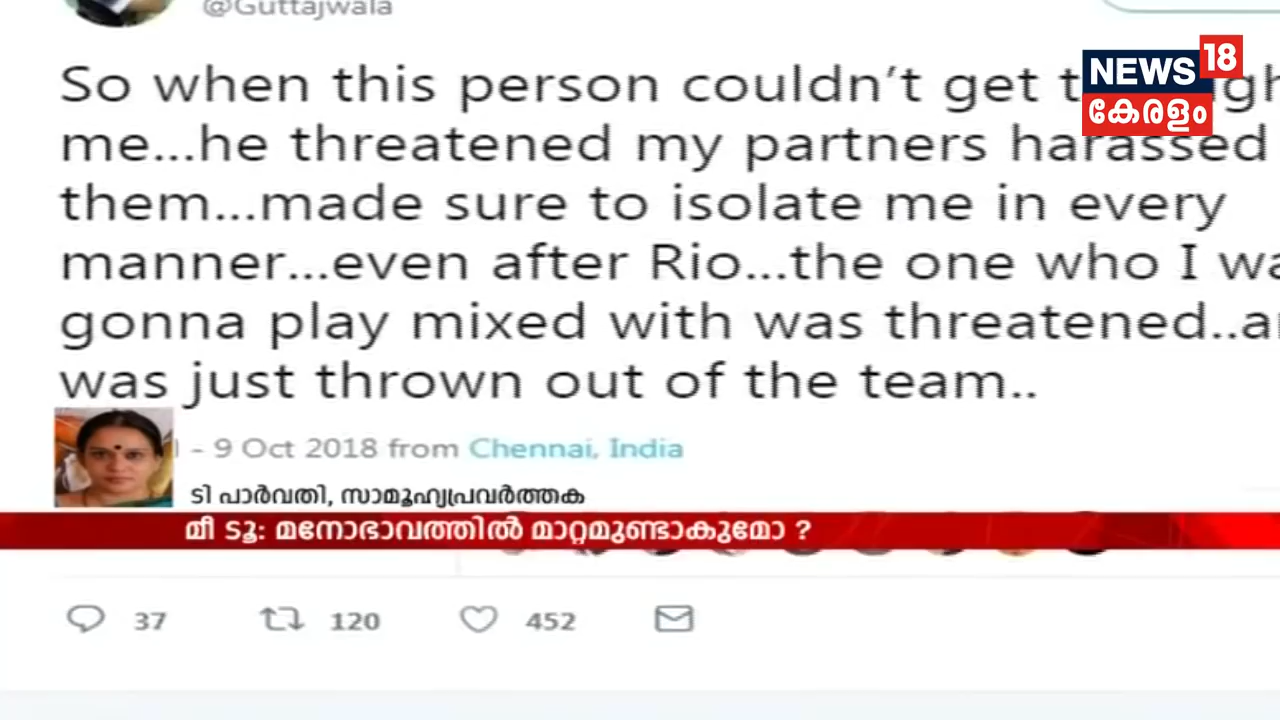 @Guttajwala
NEWS 18
കേരളം
So when this person couldn't get
me...he threatened my partners harassed
them...made sure to isolate me in every
manner...even after Rio...the one who I
gonna play mixed with was threatened..
was just thrown out of the team..
- 9 Oct 2018 from Chennai, India
ടി പാർവതി, സാമൂഹ്യപ്രവർത്തക
മീ ടൂ: മനോഭാവത്തിൽ മാറ്റമുണ്ടാകുമോ ?
37 120 452